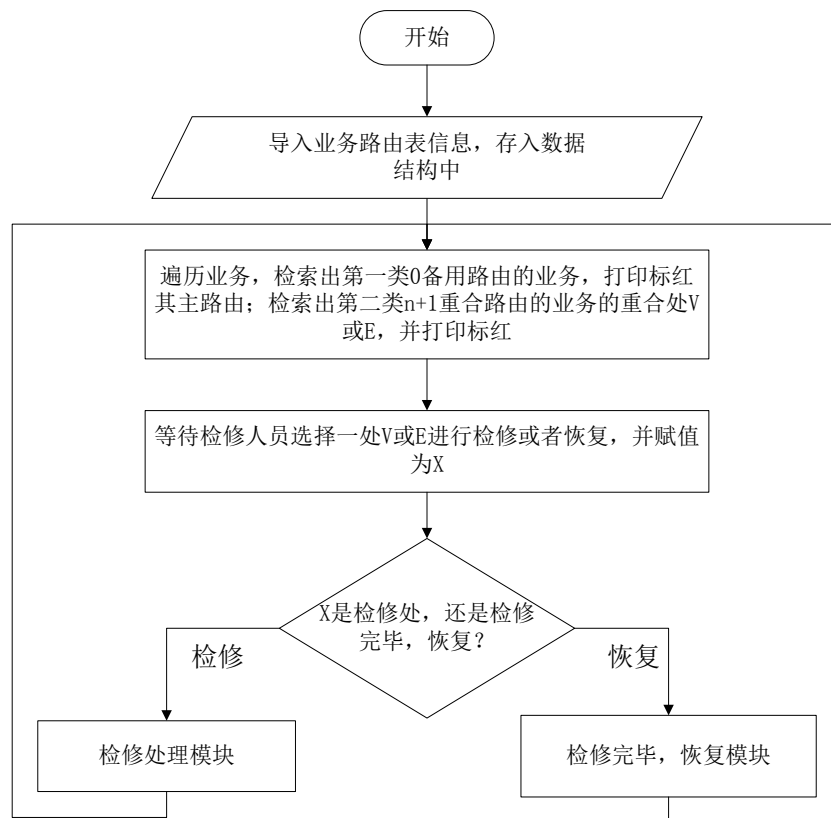 开始
导入业务路由表信息，存入数据
结构中
遍历业务，检索出第一类0备用路由的业务，打印标红
其主路由；检索出第二类n+1重合路由的业务的重合处V
或E，并打印标红
等待检修人员选择一处V或E进行检修或者恢复，并赋值
为X
X是检修处，还是检修
完毕，恢复？
检修
恢复
检修处理模块
检修完毕，恢复模块